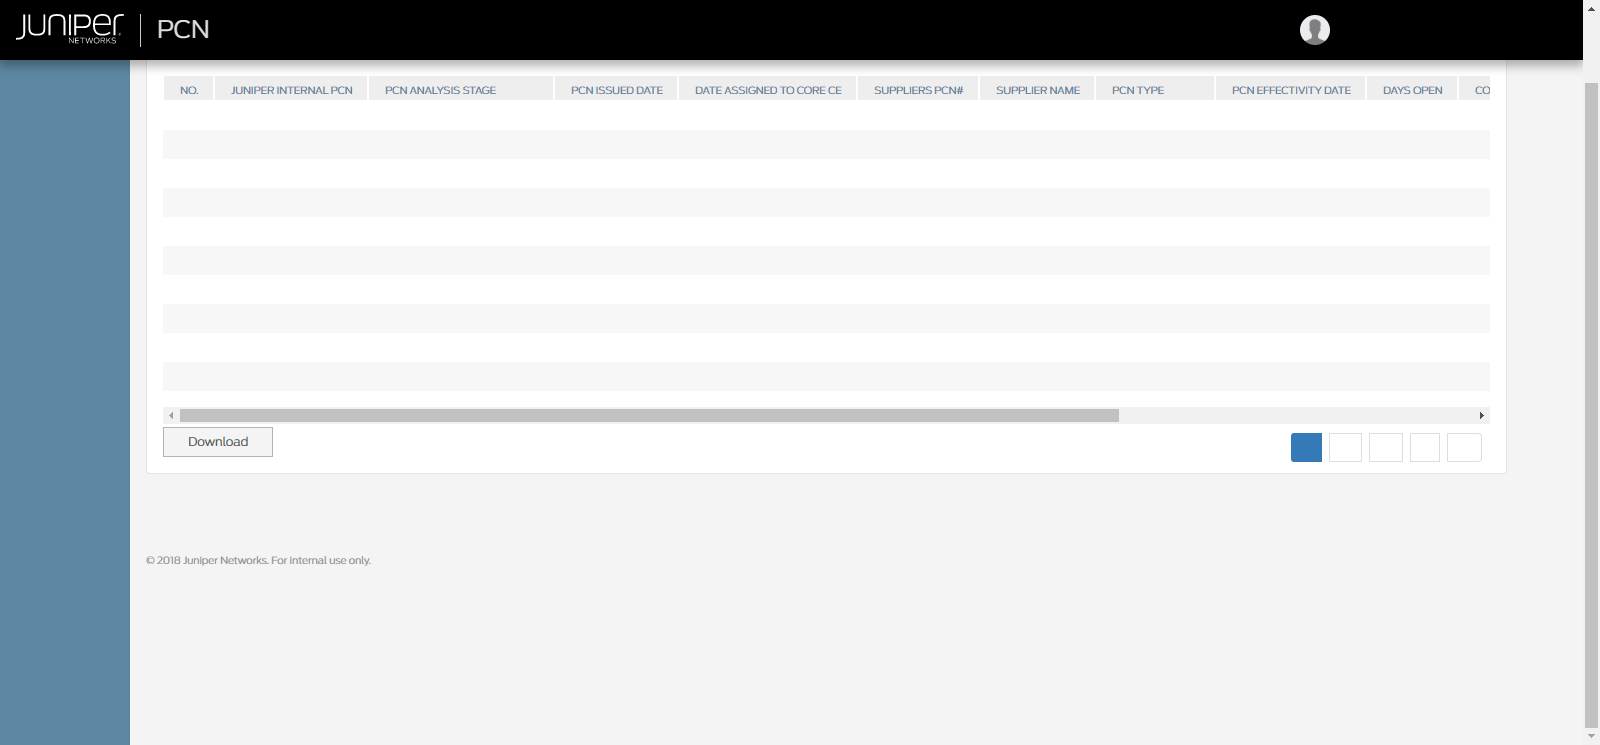 JUNIPER
NETWORKS
PCN
NO. JUNIPER INTERNAL PCN PCN ANALYSIS STAGE PCN ISSUED DATE DATE ASSIGNED TO CORE CE SUPPLIERS PCN# SUPPLIER NAME PCN TYPE PCN EFFECTIVITY DATE DAYS OPEN CO
Download
© 2018 Juniper Networks. For internal use only.